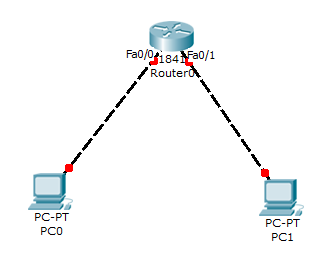 Fa0/0
1841
Fa0/1
Router0
PC-PT
PC0
PC-PT
PC1